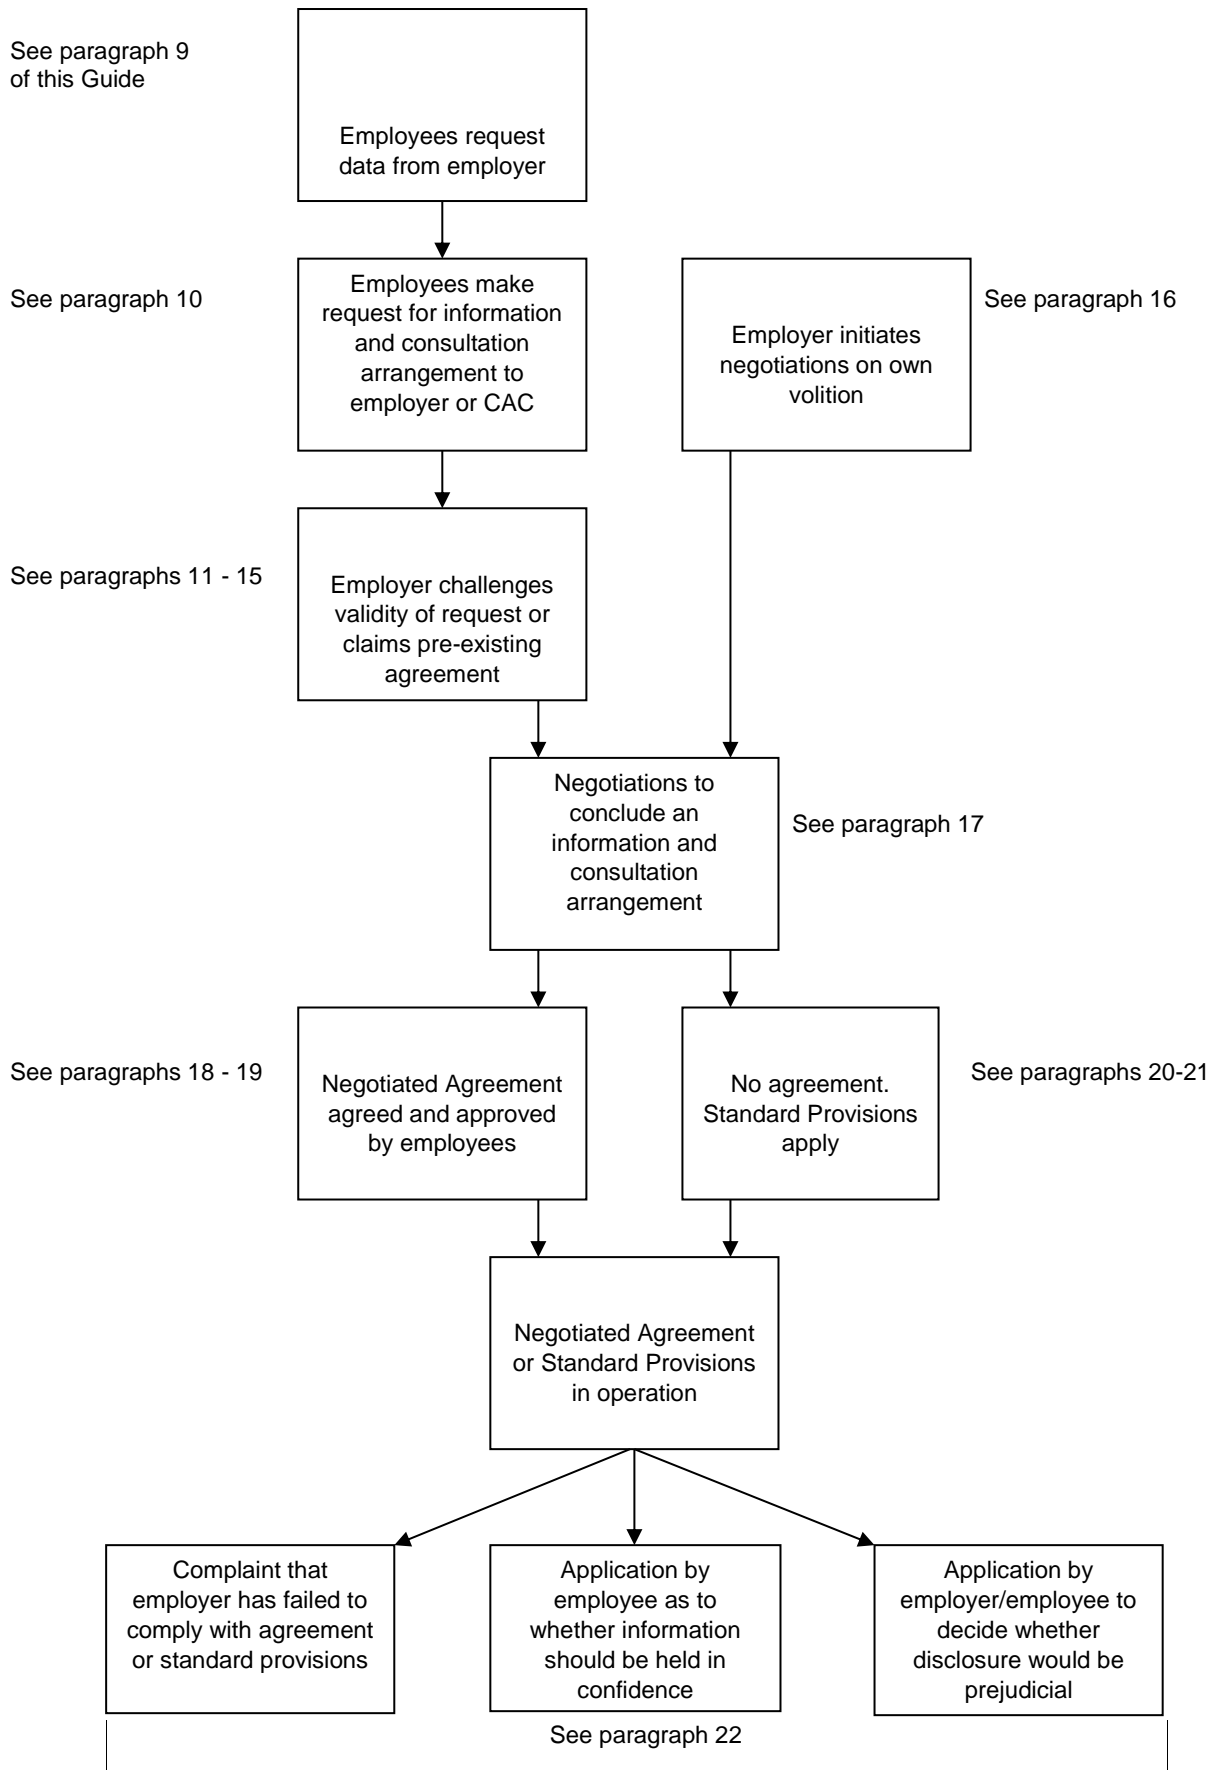 See paragraph 9
of this Guide
Employees request
data from employer
See paragraph 10
Employees make
request for information
and consultation
arrangement to
employer or CAC
Employer initiates
negotiations on own
volition
See paragraph 16
See paragraphs 11 - 15
Employer challenges
validity of request or
claims pre-existing
agreement
Negotiations to
conclude an
information and
consultation
arrangement
See paragraph 17
See paragraphs 18 - 19
Negotiated Agreement
agreed and approved
by employees
No agreement.
Standard Provisions
apply
See paragraphs 20-21
Negotiated Agreement
or Standard Provisions
in operation
Complaint that
employer has failed to
comply with agreement
or standard provisions
Application by
employee as to
whether information
should be held in
confidence
Application by
employer/employee to
decide whether
disclosure would be
prejudicial
See paragraph 22